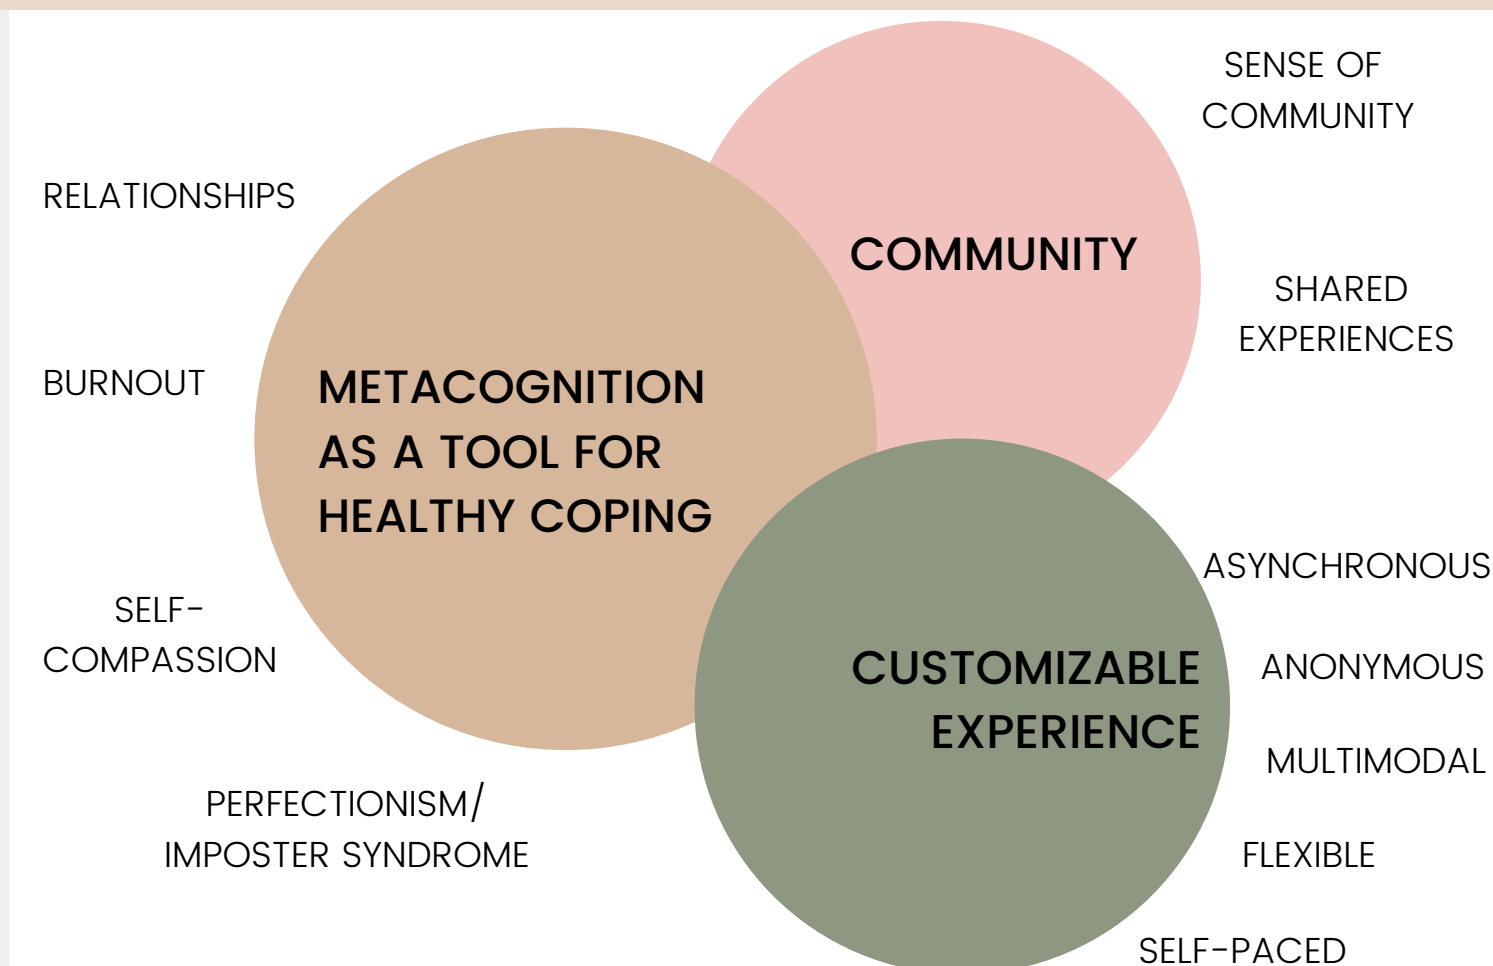 RELATIONSHIPS
BURNOUT
SELF-
COMPASSION
PERFECTIONISM/
IMPOSTER SYNDROME
METACOGNITION
AS A TOOL FOR
HEALTHY COPING
COMMUNITY
SENSE OF
COMMUNITY
SHARED
EXPERIENCES
CUSTOMIZABLE
EXPERIENCE
ASYNCHRONOUS
ANONYMOUS
MULTIMODAL
FLEXIBLE
SELF-PACED